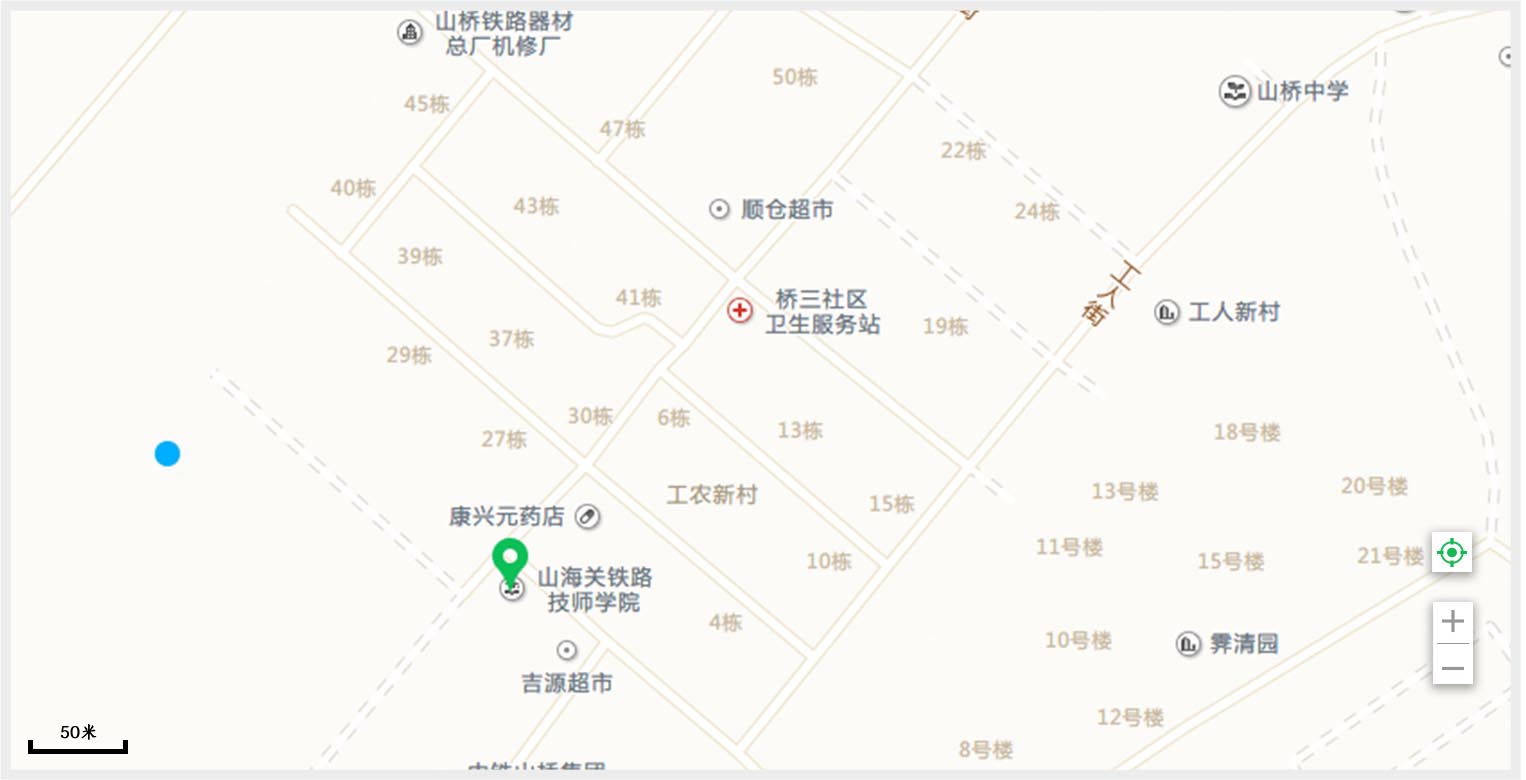 山桥铁路器材
总厂机修厂
50栋
山桥中学
45栋
47栋
22栋
40栋
43栋
顺仓超市
24栋
39栋
工人街
41栋
桥三社区
卫生服务站
19栋
工人新村
37栋
29栋
30栋
6栋
13栋
18号楼
27栋
工农新村
15栋
13号楼
20号楼
康兴元药店
10栋
11号楼
15号楼
21号楼
山海关铁路
技师学院
4栋
10号楼
霁清园
吉源超市
12号楼
50米
8号楼
中铁山桥集团